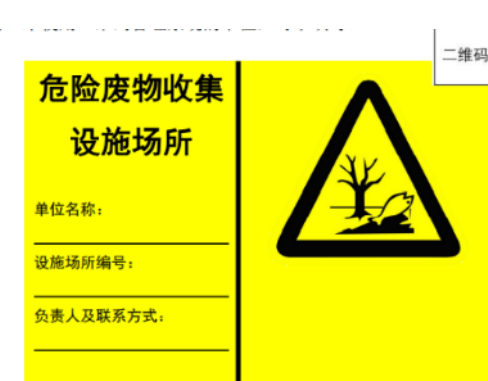 二维码
危险废物收集
设施场所
单位名称：
设施场所编号：
负责人及联系方式：